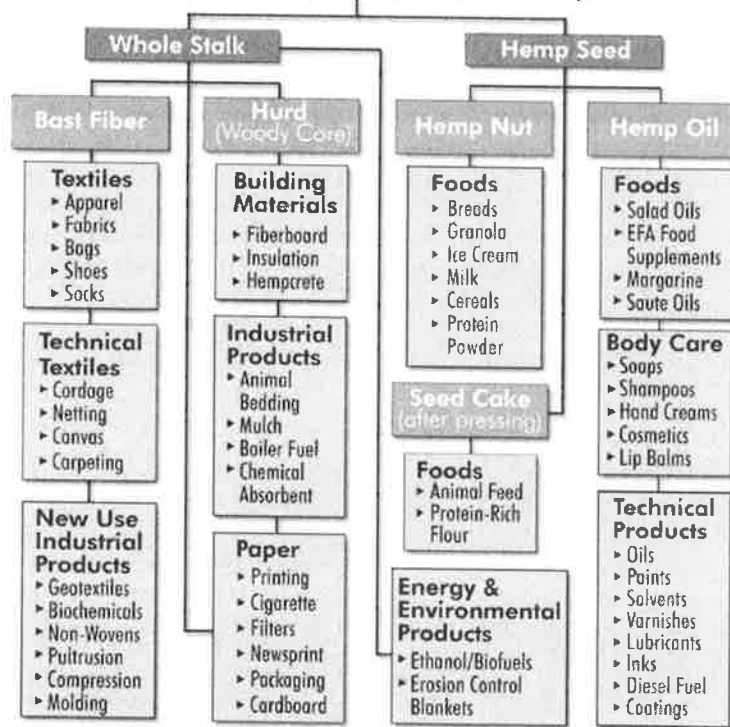 Whole Stalk
Hemp Seed
Bast Fiber
Hurd
(Woody Core)
Hemp Nut
Hemp Oil
Textiles
▸ Apparel
▸ Fabrics
▸ Bags
▸ Shoes
▸ Socks
Technical
Textiles
▸ Cordage
▸ Netting
▸ Canvas
▸ Carpeting
New Use
Industrial
Products
▸ Geotextiles
▸ Biochemicals
▸ Non-Wovens
▸ Pultrusion
▸ Compression
▸ Molding
Building
Materials
▸ Fiberboard
▸ Insulation
▸ Hempcrete
Industrial
Products
▸ Animal
Bedding
▸ Mulch
▸ Boiler Fuel
▸ Chemical
Absorbent
Paper
▸ Printing
▸ Cigarette
▸ Filters
▸ Newsprint
▸ Packaging
▸ Cardboard
Foods
▸ Breads
▸ Granola
▸ Ice Cream
▸ Milk
▸ Cereals
▸ Protein
Powder
Seed Cake
(after pressing)
Foods
▸ Animal Feed
▸ Protein-Rich
Flour
Energy &
Environmental
Products
▸ Ethanol/Biofuels
▸ Erosion Control
Blankets
Foods
▸ Salad Oils
▸ EFA Food
Supplements
▸ Margarine
▸ Saute Oils
Body Care
▸ Soaps
▸ Shampoos
▸ Hand Creams
▸ Cosmetics
▸ Lip Balms
Technical
Products
▸ Oils
▸ Paints
▸ Solvents
▸ Varnishes
▸ Lubricants
▸ Inks
▸ Diesel Fuel
▸ Coatings